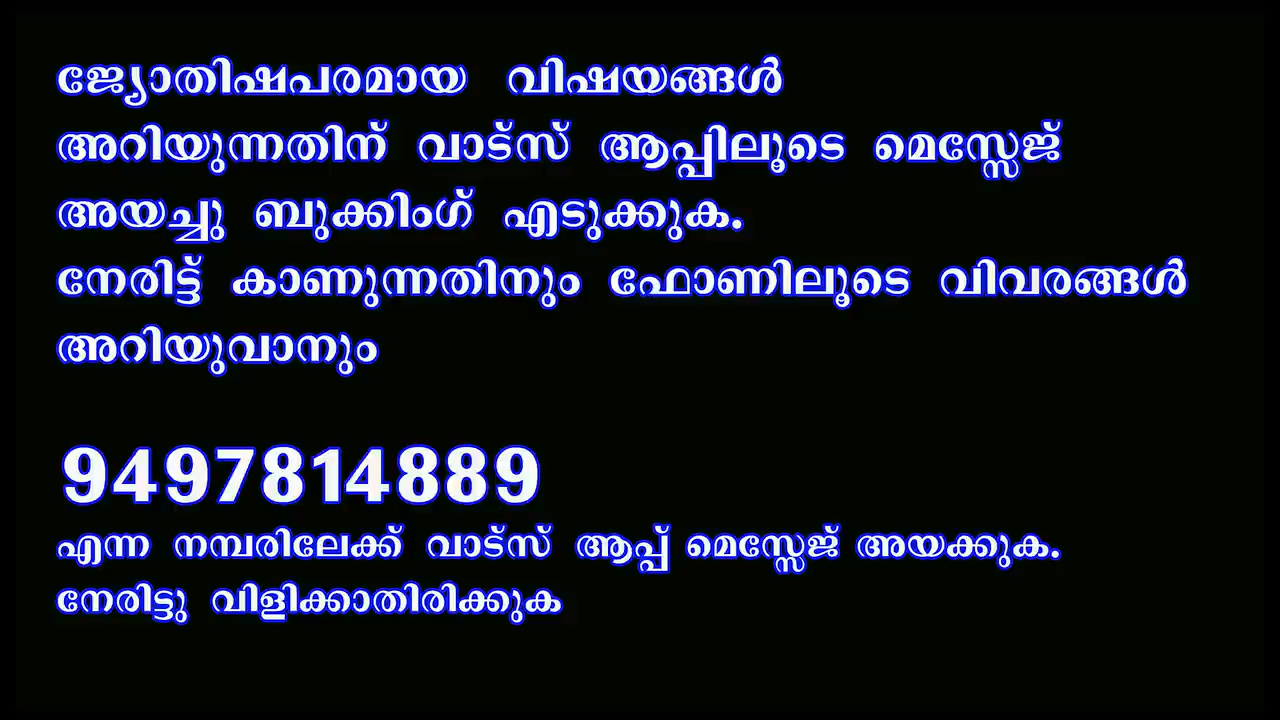 ജ്യോതിഷപരമായ വിഷയങ്ങൾ
അറിയുന്നതിന് വാട്സ് ആപ്പിലൂടെ മെസ്സേജ്
അയച്ചു ബുക്കിംഗ് എടുക്കുക.
നേരിട്ട് കാണുന്നതിനും ഫോണിലൂടെ വിവരങ്ങൾ
അറിയുവാനും
9497814889
എന്ന നമ്പരിലേക്ക് വാട്സ് ആപ്പ് മെസ്സേജ് അയക്കുക.
നേരിട്ടു വിളിക്കാതിരിക്കുക